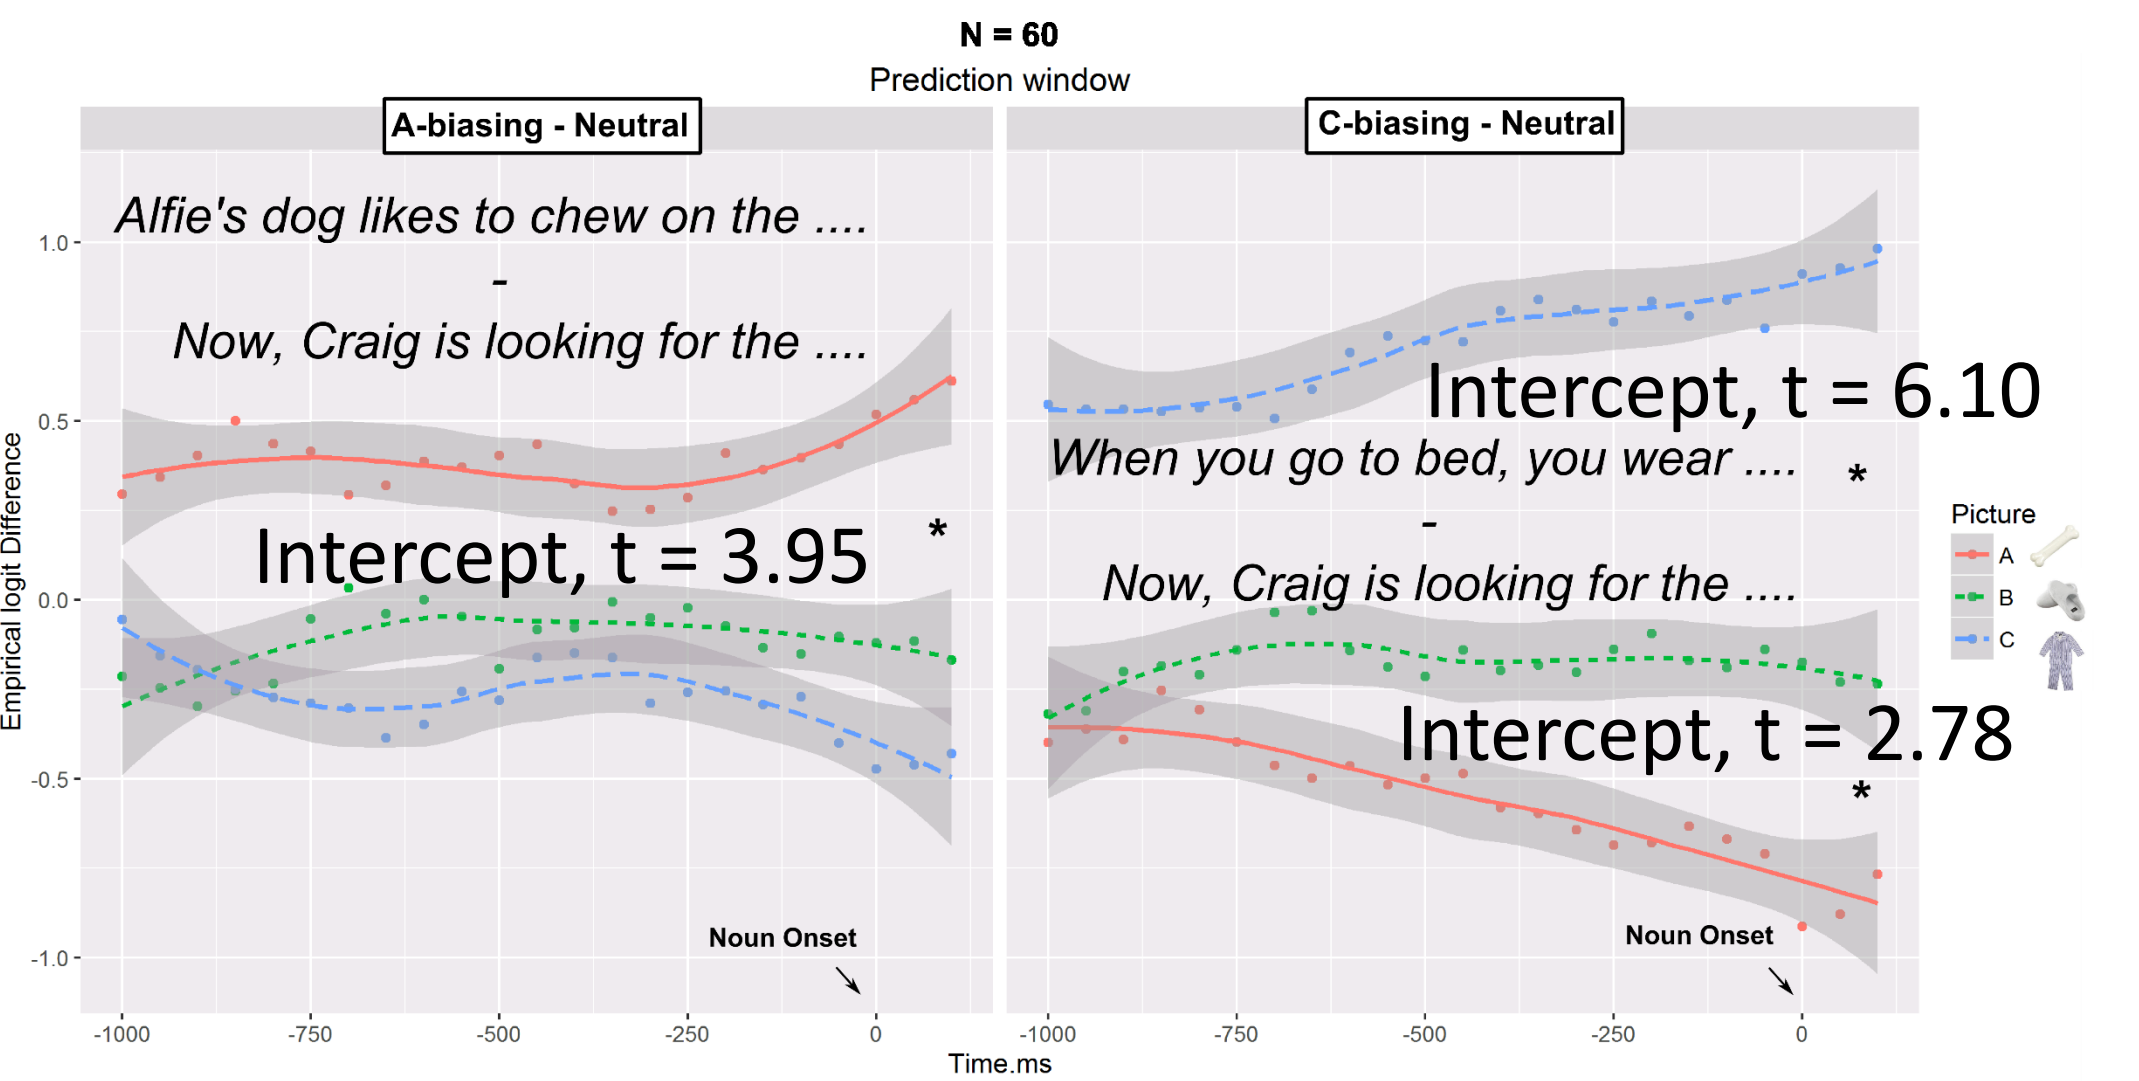 N = 60
Prediction window
A-biasing - Neutral
C-biasing - Neutral
Alfie's dog likes to chew on the ....
-
Now, Craig is looking for the ....
Intercept, t = 3.95
*
Intercept, t = 6.10
When you go to bed, you wear ....
*
-
Now, Craig is looking for the ....
Intercept, t = 2.78
*
Noun Onset
Noun Onset
Empirical logit Difference
1.0
0.5
0.0
-0.5
-1.0
-1000 -750 -500 -250 0
-1000 -750 -500 -250 0
Time.ms
Picture
A
B
C